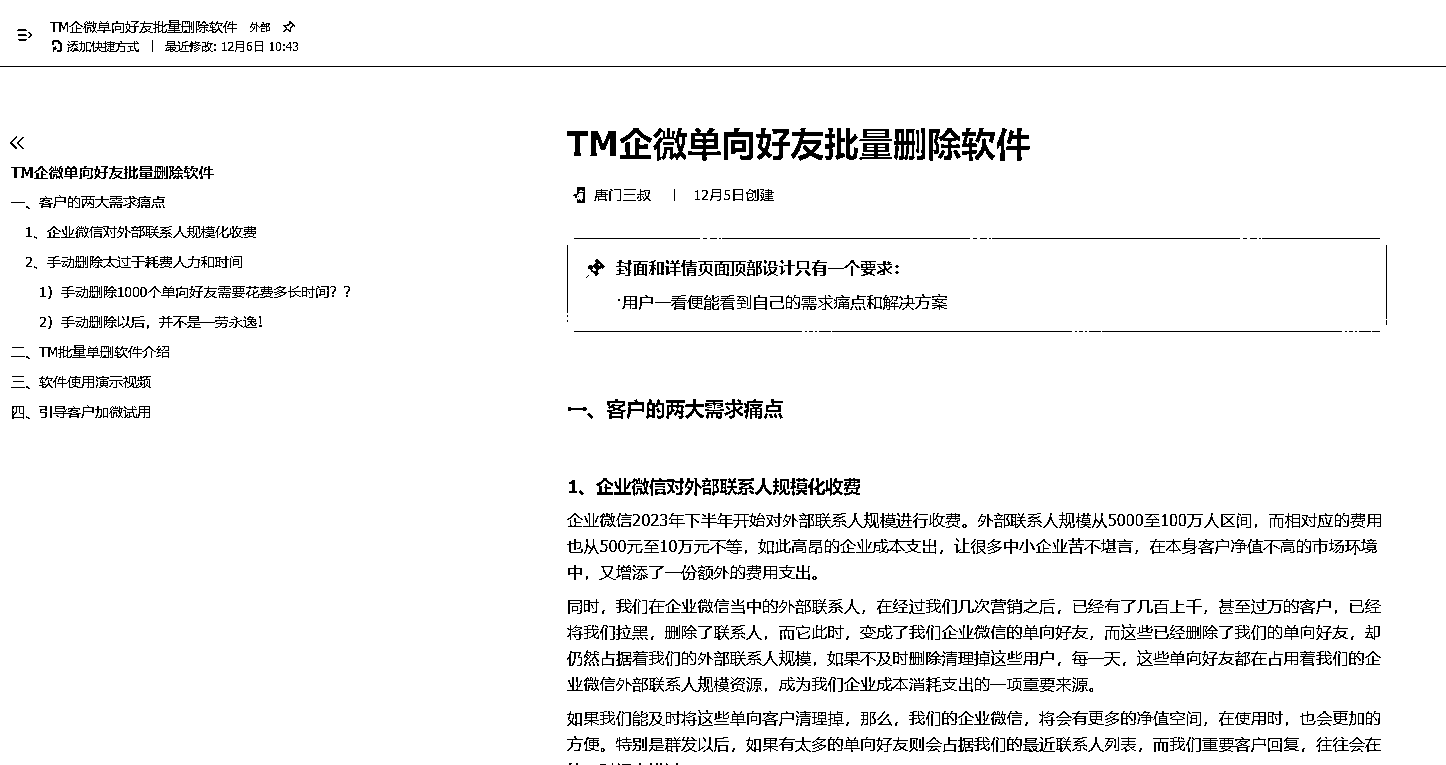 TM企微单向好友批量删除软件 外部
添加快捷方式 | 最近修改: 12月6日 10:43
TM企微单向好友批量删除软件
一、客户的两大需求痛点
1、企业微信对外部联系人规模化收费
2、手动删除太过于耗费人力和时间
1）手动删除1000个单向好友需要花费多长时间？？
2）手动删除以后，并不是一劳永逸！
二、TM批量单删软件介绍
三、软件使用演示视频
四、引导客户加微试用
TM企微单向好友批量删除软件
唐门三叔 | 12月5日创建
封面和详情页面顶部设计只有一个要求：
·用户一看便能看到自己的需求痛点和解决方案
一、客户的两大需求痛点
1、企业微信对外部联系人规模化收费
企业微信2023年下半年开始对外部联系人规模进行收费。外部联系人规模从5000至100万人区间，而相对应的费用
也从500元至10万元不等，如此高昂的企业成本支出，让很多中小企业苦不堪言，在本身客户净值不高的市场环境
中，又增添了一份额外的费用支出。
同时，我们在企业微信当中的外部联系人，在经过我们几次营销之后，已经有了几百上千，甚至过万的客户，已经
将我们拉黑，删除了联系人，而它此时，变成了我们企业微信的单向好友，而这些已经删除了我们的单向好友，却
仍然占据着我们的外部联系人规模，如果不及时删除清理掉这些用户，每一天，这些单向好友都在占用着我们的企
业微信外部联系人规模资源，成为我们企业成本消耗支出的一项重要来源。
如果我们能及时将这些单向客户清理掉，那么，我们的企业微信，将会有更多的净值空间，在使用时，也会更加的
方便。特别是群发以后，如果有太多的单向好友则会占据我们的最近联系人列表，而我们重要客户回复，往往会在